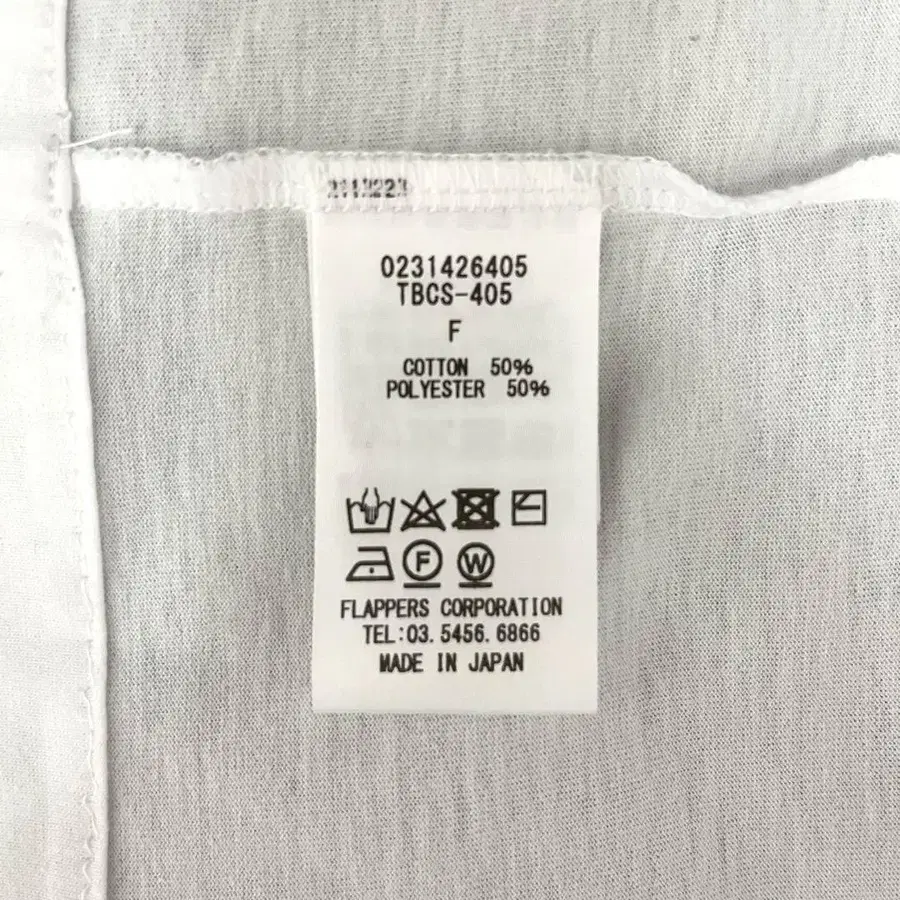 0231426405
TBCS-405
F
COTTON 50%
POLYESTER 50%
F W
FLAPPERS CORPORATION
TEL:03.5456.6866
MADE IN JAPAN